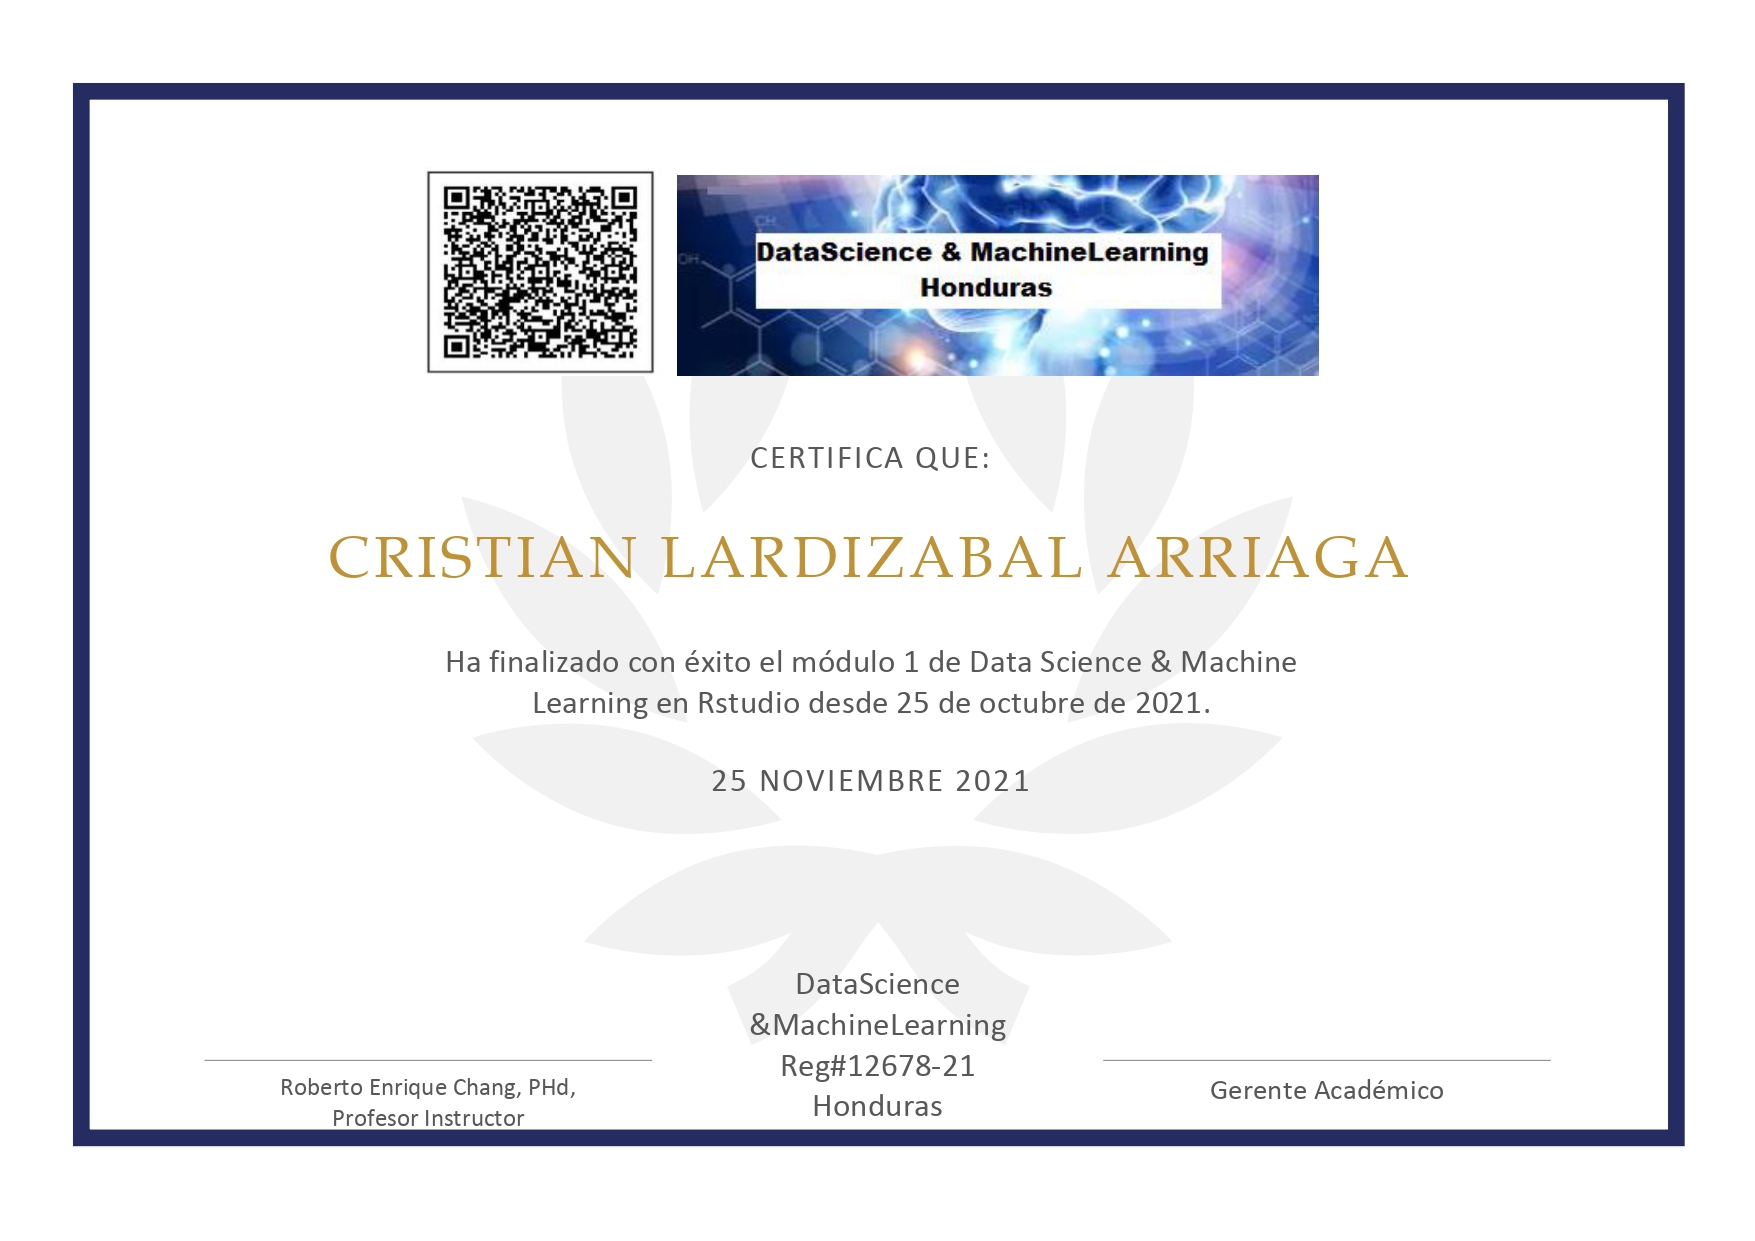 DataScience & MachineLearning
Honduras
CH
OH
CERTIFICA QUE:
CRISTIAN LARDIZABAL ARRIAGA
Ha finalizado con éxito el módulo 1 de Data Science & Machine
Learning en Rstudio desde 25 de octubre de 2021.
25 NOVIEMBRE 2021
DataScience
&MachineLearning
Reg#12678-21
Honduras
Roberto Enrique Chang, PHd,
Profesor Instructor
Gerente Académico